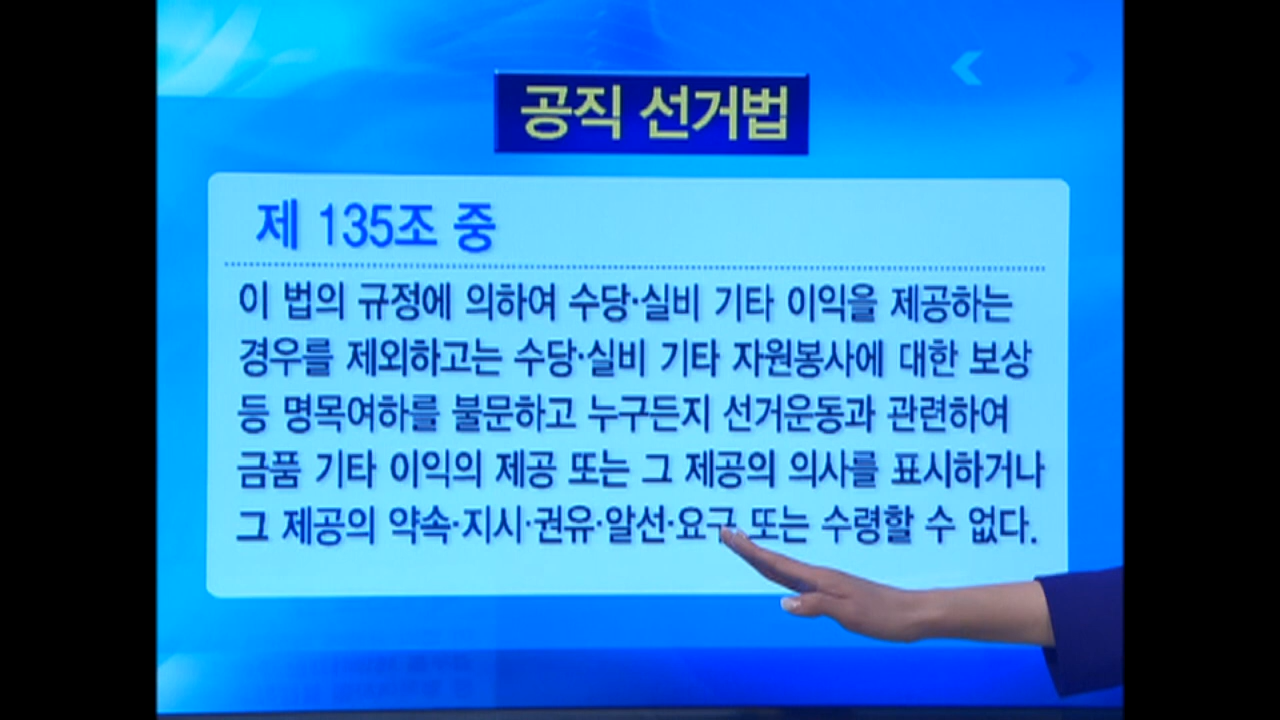 공직 선거법
제 135조 중
이 법의 규정에 의하여 수당·실비 기타 이익을 제공하는
경우를 제외하고는 수당·실비 기타 자원봉사에 대한 보상
등 명목여하를 불문하고 누구든지 선거운동과 관련하여
금품 기타 이익의 제공 또는 그 제공의 의사를 표시하거나
그 제공의 약속·지시·권유·알선·요구 또는 수령할 수 없다.